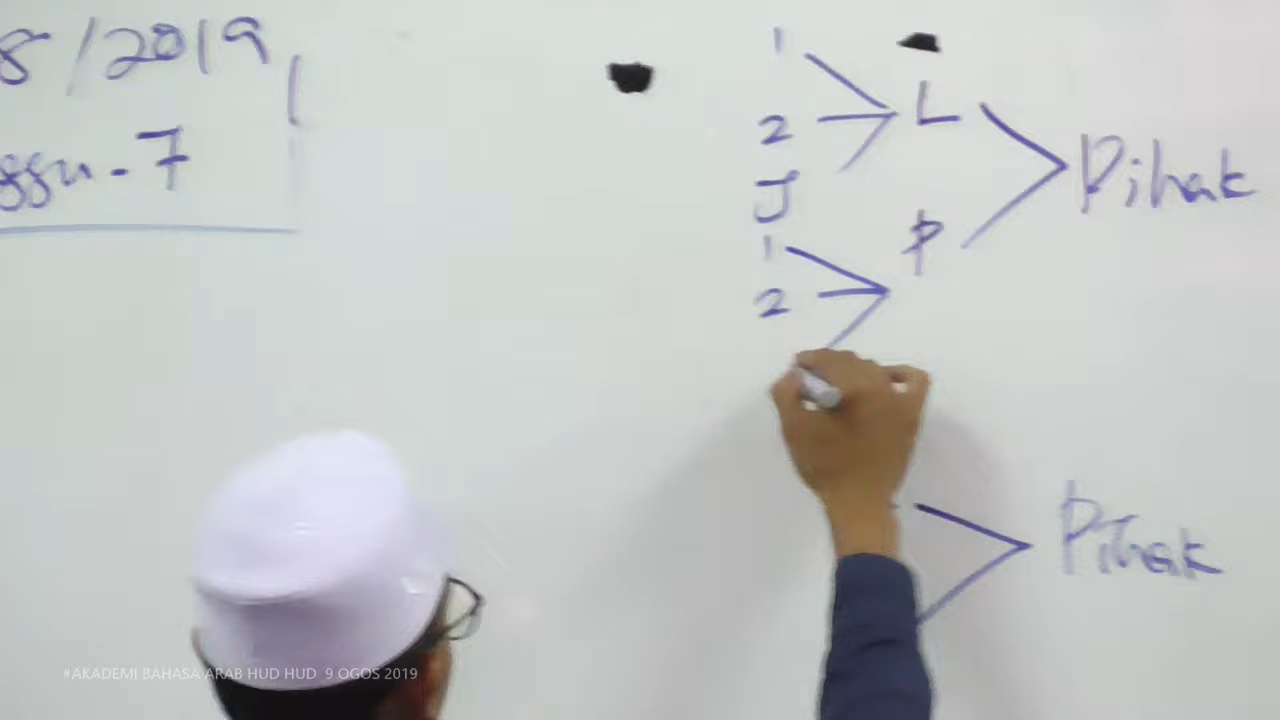 8/2019
ggu-7
1
2
J
L
1
2
P
Pihak
Pihak
#AKADEMI BAHASA ARAB HUD HUD 9 OGOS 2019